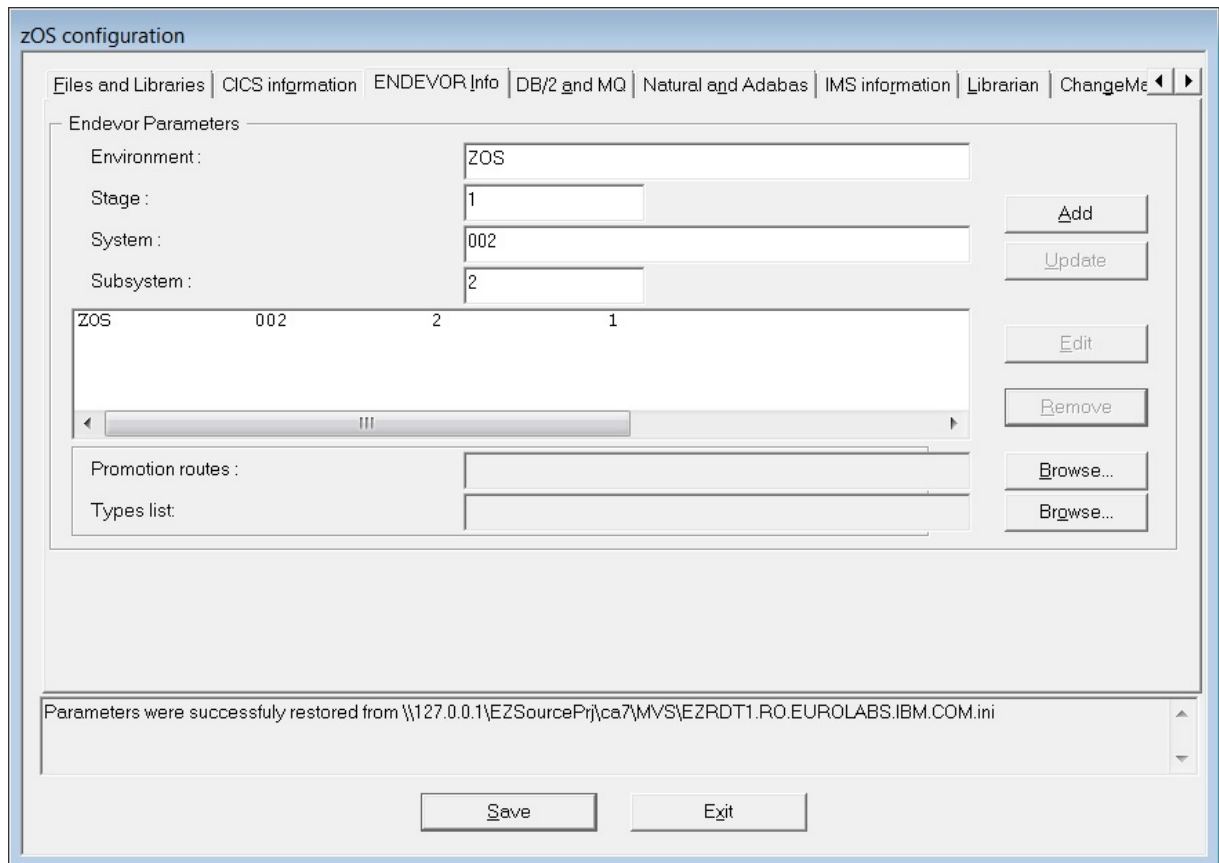 zOS configuration
Files and Libraries CICS information ENDEVOR Info DB/2 and MQ Natural and Adabas IMS information Librarian ChangeMa
Endevor Parameters
Environment : ZOS
Stage : 1
Add
System : 002
Update
Subsystem : 2
ZOS 002 2 1
Edit
Remove
Promotion routes : Browse...
Types list: Browse...
Parameters were successfuly restored from \\127.0.0.1\EZSourcePrj\ca7\MVS\EZRDT1.RO.EUROLABS.IBM.COM.ini
Save Exit